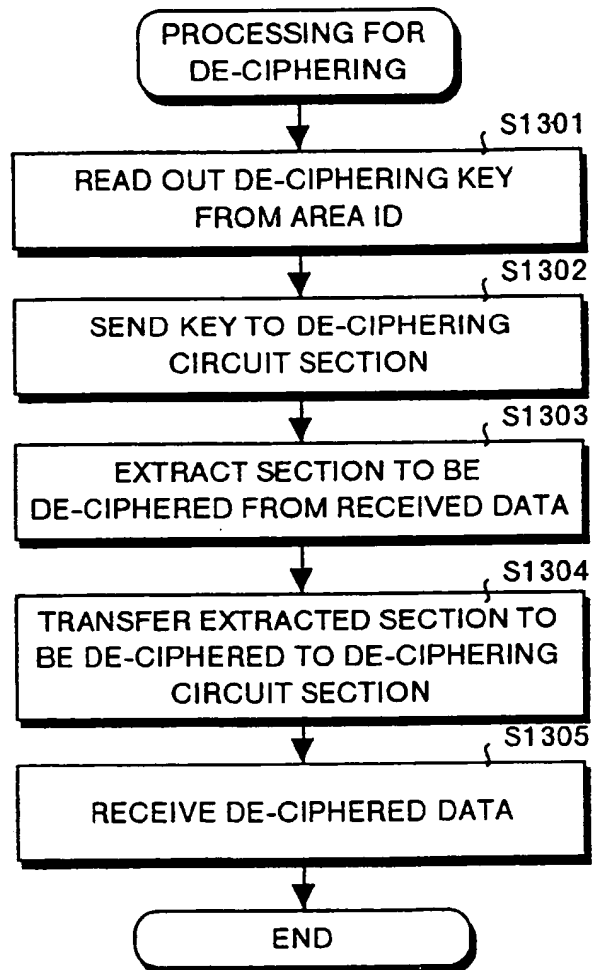 PROCESSING FOR
DE-CIPHERING
S1301
READ OUT DE-CIPHERING KEY
FROM AREA ID
S1302
SEND KEY TO DE-CIPHERING
CIRCUIT SECTION
S1303
EXTRACT SECTION TO BE
DE-CIPHERED FROM RECEIVED DATA
S1304
TRANSFER EXTRACTED SECTION TO
BE DE-CIPHERED TO DE-CIPHERING
CIRCUIT SECTION
S1305
RECEIVE DE-CIPHERED DATA
END